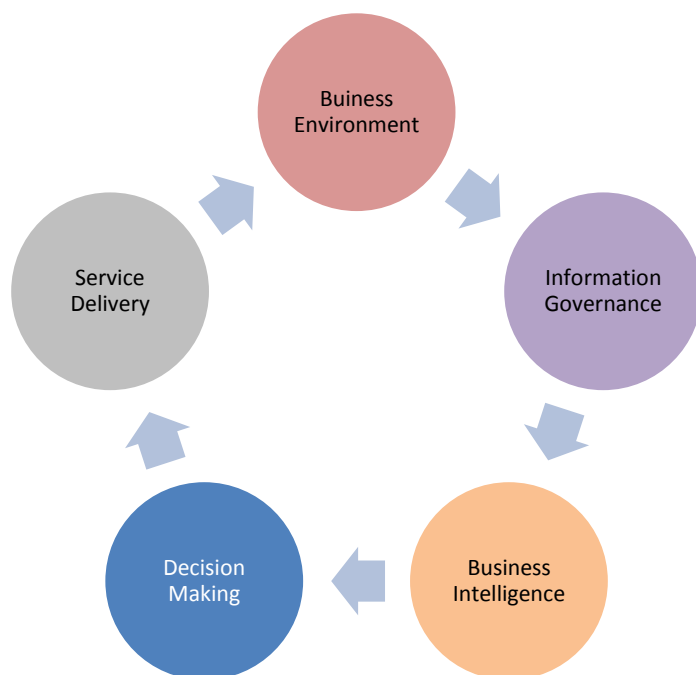 Buiness
Environment
Information
Governance
Business
Intelligence
Decision
Making
Service
Delivery